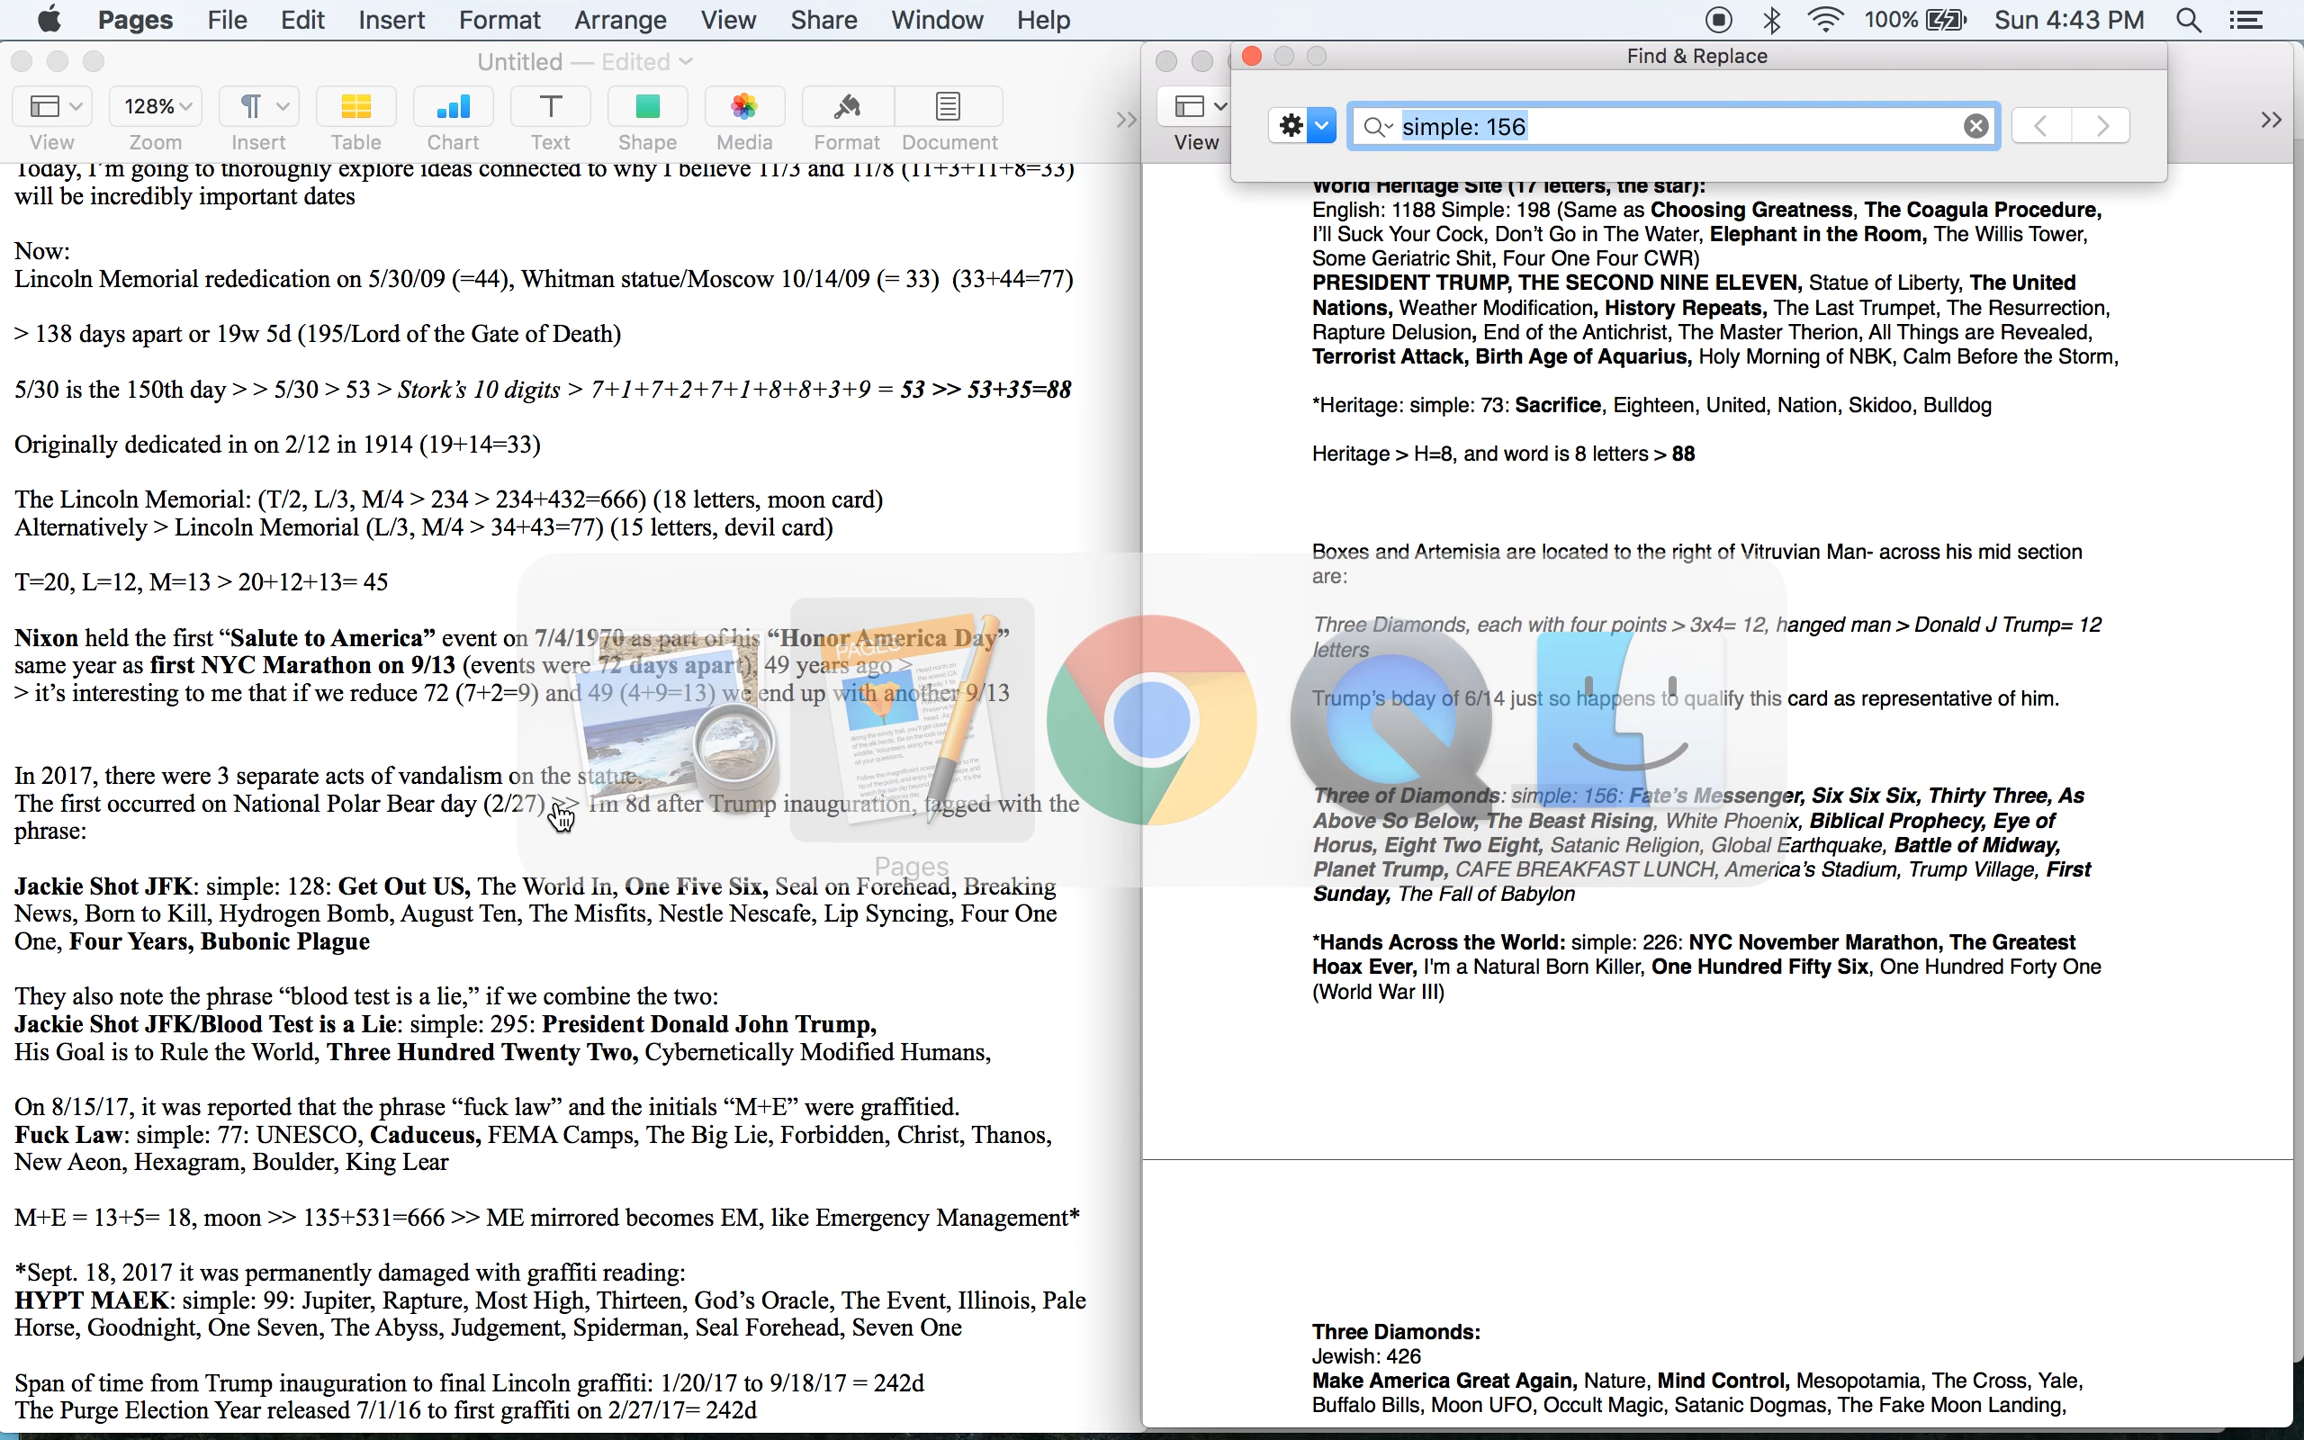 Pages File Edit Insert Format Arrange View Share Window Help 100% Sun 4:43 PM
Untitled — Edited
128%
View Zoom Insert Table Chart Text Shape Media Format Document
Today, I'm going to thoroughly explore ideas connected to why I believe 11/3 and 11/8 (11+3+11+8=33)
will be incredibly important dates
Now:
Lincoln Memorial rededication on 5/30/09 (=44), Whitman statue/Moscow 10/14/09 (= 33) (33+44=77)
> 138 days apart or 19w 5d (195/Lord of the Gate of Death)
5/30 is the 150th day > > 5/30 > 53 > Stork's 10 digits > 7+1+7+2+7+1+8+8+3+9 = 53 >> 53+35=88
Originally dedicated in on 2/12 in 1914 (19+14=33)
The Lincoln Memorial: (T/2, L/3, M/4 > 234 > 234+432=666) (18 letters, moon card)
Alternatively > Lincoln Memorial (L/3, M/4 > 34+43=77) (15 letters, devil card)
T=20, L=12, M=13 > 20+12+13= 45
Nixon held the first “Salute to America” event on 7/4/1970 as part of his “Honor America Day”
same year as first NYC Marathon on 9/13 (events were 72 days apart), 49 years ago >
> it's interesting to me that if we reduce 72 (7+2=9) and 49 (4+9=13) we end up with another 9/13
In 2017, there were 3 separate acts of vandalism on the statue.
The first occurred on National Polar Bear day (2/27) >> 1m 8d after Trump inauguration, tagged with the
phrase:
Jackie Shot JFK: simple: 128: Get Out US, The World In, One Five Six, Seal on Forehead, Breaking
News, Born to Kill, Hydrogen Bomb, August Ten, The Misfits, Nestle Nescafe, Lip Syncing, Four One
One, Four Years, Bubonic Plague
They also note the phrase “blood test is a lie,” if we combine the two:
Jackie Shot JFK/Blood Test is a Lie: simple: 295: President Donald John Trump,
His Goal is to Rule the World, Three Hundred Twenty Two, Cybernetically Modified Humans,
On 8/15/17, it was reported that the phrase “fuck law” and the initials “M+E” were graffitied.
Fuck Law: simple: 77: UNESCO, Caduceus, FEMA Camps, The Big Lie, Forbidden, Christ, Thanos,
New Aeon, Hexagram, Boulder, King Lear
M+E = 13+5= 18, moon >> 135+531=666 >> ME mirrored becomes EM, like Emergency Management*
*Sept. 18, 2017 it was permanently damaged with graffiti reading:
HYPT MAEK: simple: 99: Jupiter, Rapture, Most High, Thirteen, God's Oracle, The Event, Illinois, Pale
Horse, Goodnight, One Seven, The Abyss, Judgement, Spiderman, Seal Forehead, Seven One
Span of time from Trump inauguration to final Lincoln graffiti: 1/20/17 to 9/18/17 = 242d
The Purge Election Year released 7/1/16 to first graffiti on 2/27/17= 242d
PAGES
Pages
Find & Replace
simple: 156
View
World Heritage Site (17 letters, the star):
English: 1188 Simple: 198 (Same as Choosing Greatness, The Coagula Procedure,
I'll Suck Your Cock, Don't Go in The Water, Elephant in the Room, The Willis Tower,
Some Geriatric Shit, Four One Four CWR)
PRESIDENT TRUMP, THE SECOND NINE ELEVEN, Statue of Liberty, The United
Nations, Weather Modification, History Repeats, The Last Trumpet, The Resurrection,
Rapture Delusion, End of the Antichrist, The Master Therion, All Things are Revealed,
Terrorist Attack, Birth Age of Aquarius, Holy Morning of NBK, Calm Before the Storm,
*Heritage: simple: 73: Sacrifice, Eighteen, United, Nation, Skidoo, Bulldog
Heritage > H=8, and word is 8 letters > 88
Boxes and Artemisia are located to the right of Vitruvian Man- across his mid section
are:
Three Diamonds, each with four points > 3x4= 12, hanged man > Donald J Trump= 12
letters
Trump's bday of 6/14 just so happens to qualify this card as representative of him.
Three of Diamonds: simple: 156: Fate's Messenger, Six Six Six, Thirty Three, As
Above So Below, The Beast Rising, White Phoenix, Biblical Prophecy, Eye of
Horus, Eight Two Eight, Satanic Religion, Global Earthquake, Battle of Midway,
Planet Trump, CAFE BREAKFAST LUNCH, America's Stadium, Trump Village, First
Sunday, The Fall of Babylon
*Hands Across the World: simple: 226: NYC November Marathon, The Greatest
Hoax Ever, I'm a Natural Born Killer, One Hundred Fifty Six, One Hundred Forty One
(World War III)
Three Diamonds:
Jewish: 426
Make America Great Again, Nature, Mind Control, Mesopotamia, The Cross, Yale,
Buffalo Bills, Moon UFO, Occult Magic, Satanic Dogmas, The Fake Moon Landing,